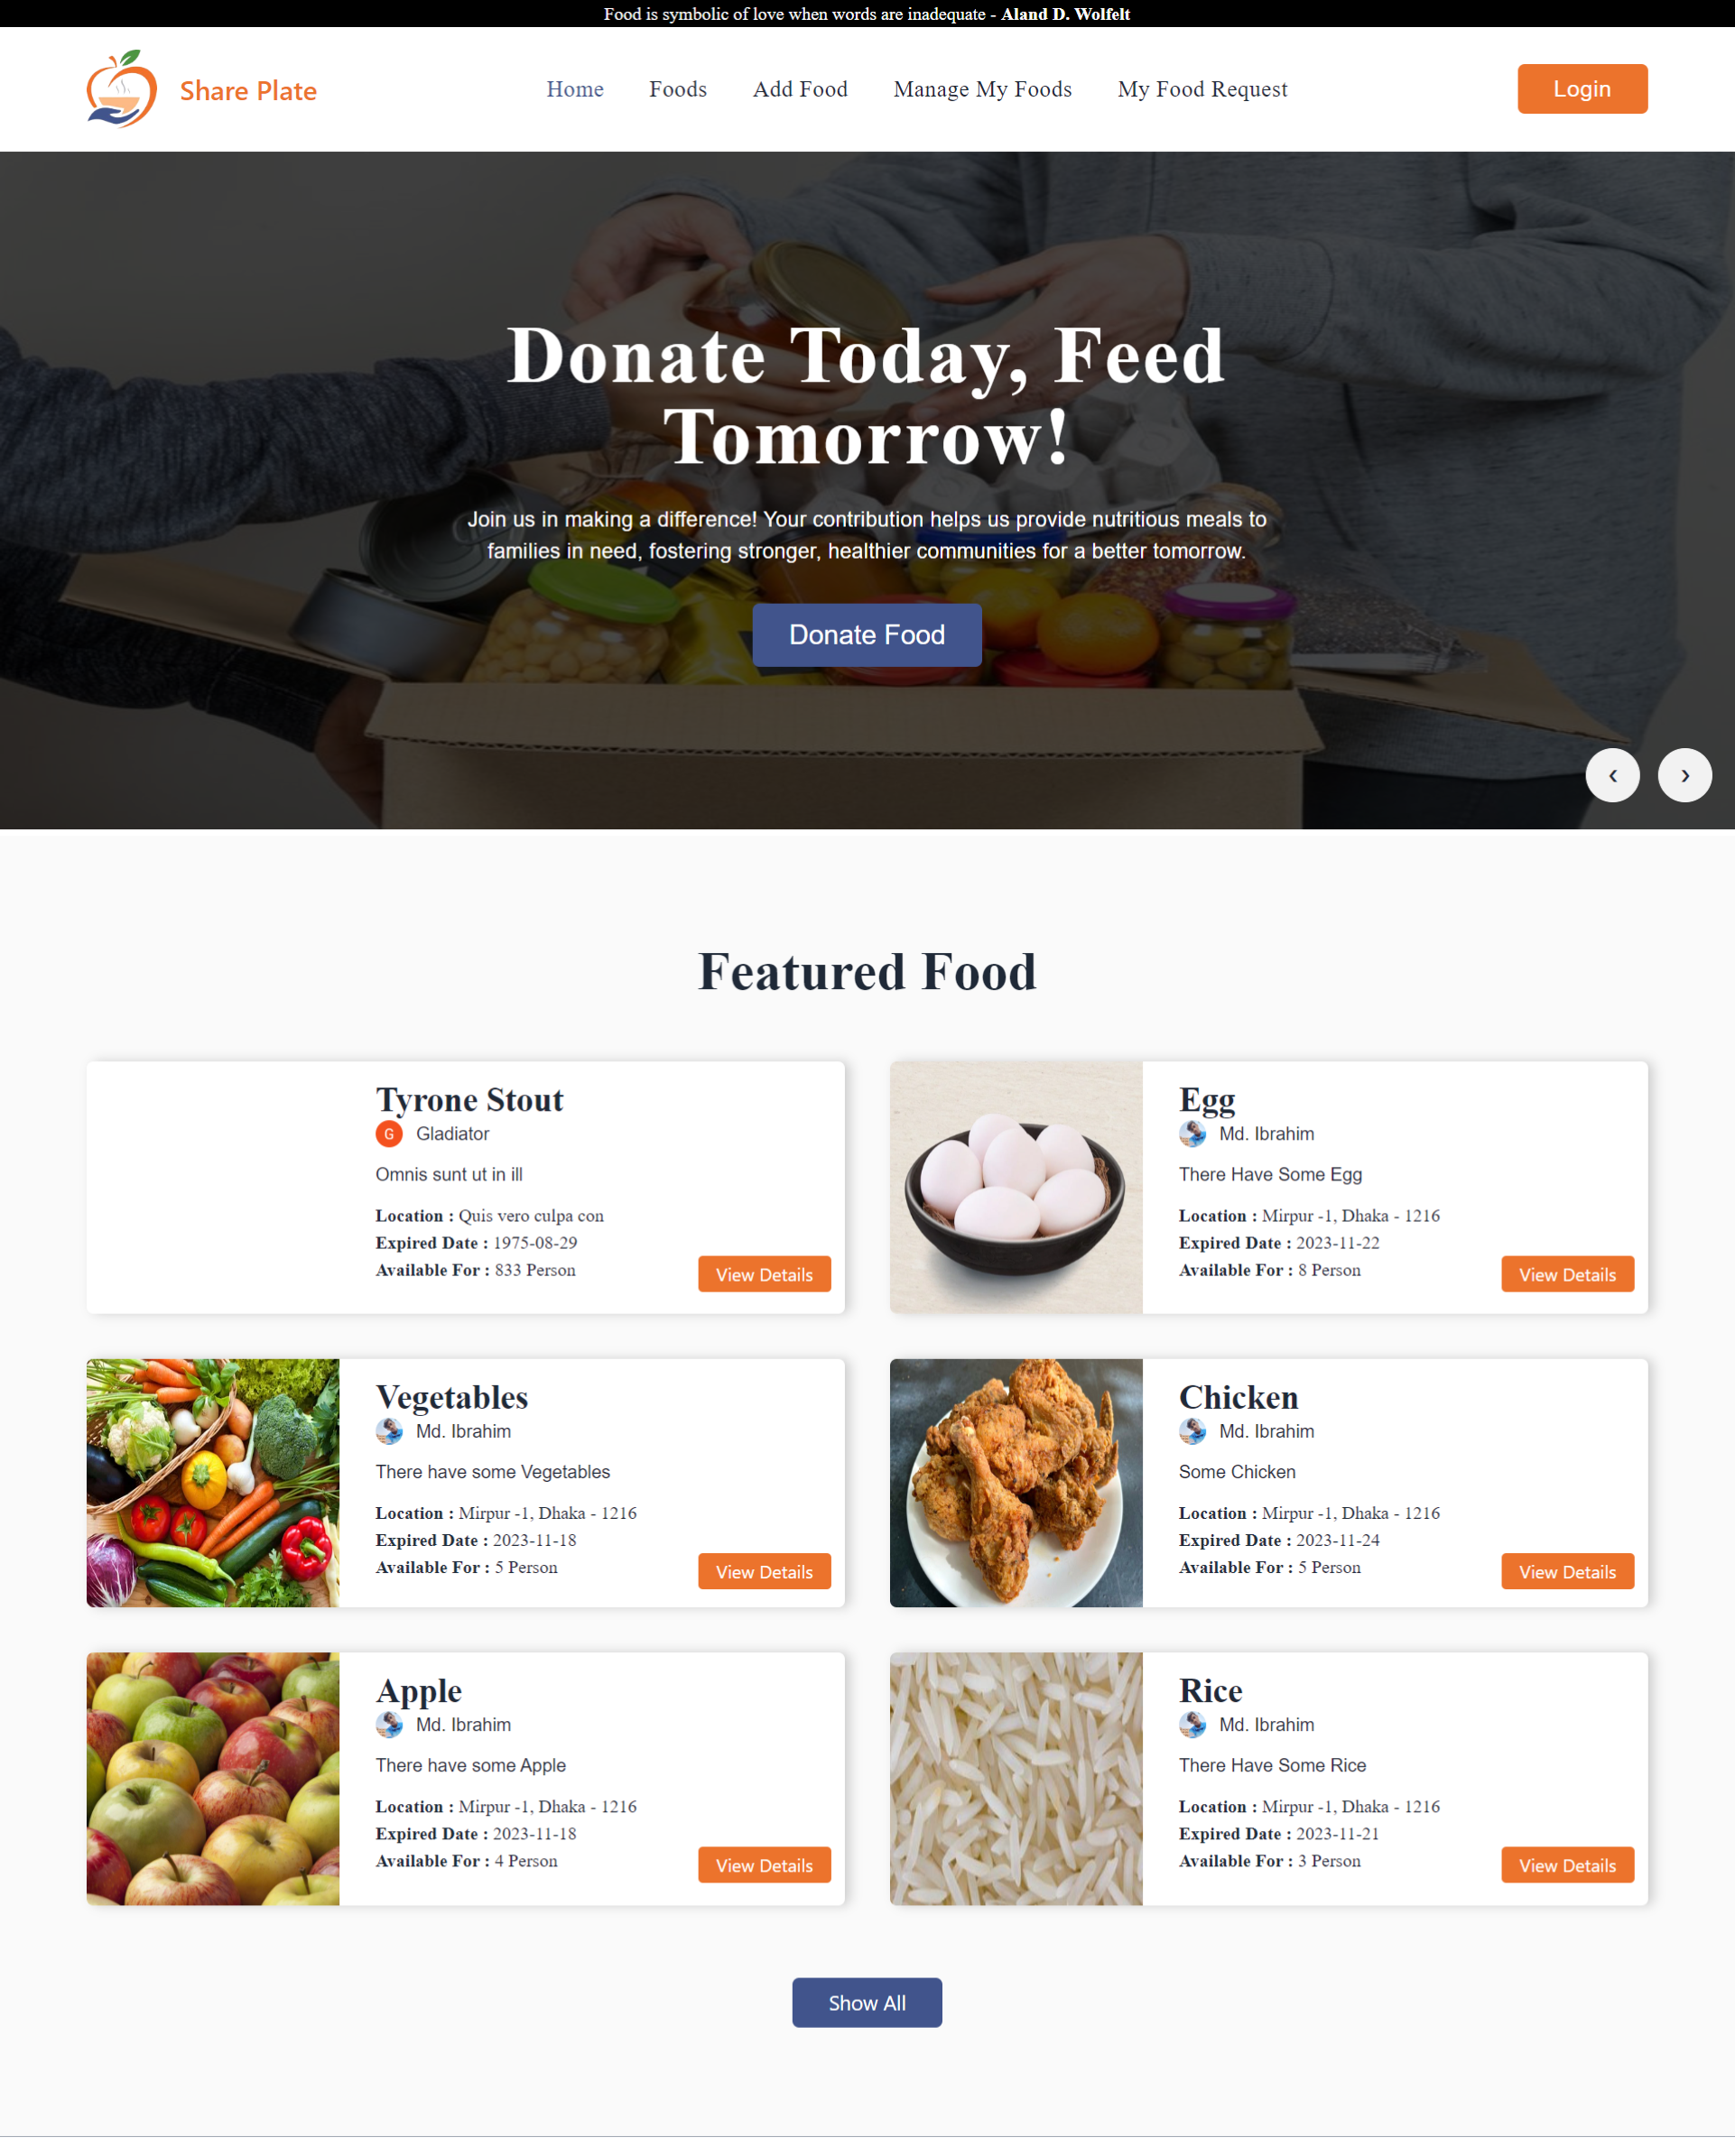 Food is symbolic of love when words are inadequate - Aland D. Wolfelt
Share Plate
Home
Foods
Add Food
Manage My Foods
My Food Request
Login
Donate Today, Feed
Tomorrow!
Join us in making a difference! Your contribution helps us provide nutritious meals to
families in need, fostering stronger, healthier communities for a better tomorrow.
Donate Food
‹
›
Featured Food
Tyrone Stout
G
Gladiator
Omnis sunt ut in ill
Location : Quis vero culpa con
Expired Date : 1975-08-29
Available For : 833 Person
View Details
Egg
Md. Ibrahim
There Have Some Egg
Location : Mirpur -1, Dhaka - 1216
Expired Date : 2023-11-22
Available For : 8 Person
View Details
Vegetables
Md. Ibrahim
There have some Vegetables
Location : Mirpur -1, Dhaka - 1216
Expired Date : 2023-11-18
Available For : 5 Person
View Details
Chicken
Md. Ibrahim
Some Chicken
Location : Mirpur -1, Dhaka - 1216
Expired Date : 2023-11-24
Available For : 5 Person
View Details
Apple
Md. Ibrahim
There have some Apple
Location : Mirpur -1, Dhaka - 1216
Expired Date : 2023-11-18
Available For : 4 Person
View Details
Rice
Md. Ibrahim
There Have Some Rice
Location : Mirpur -1, Dhaka - 1216
Expired Date : 2023-11-21
Available For : 3 Person
View Details
Show All